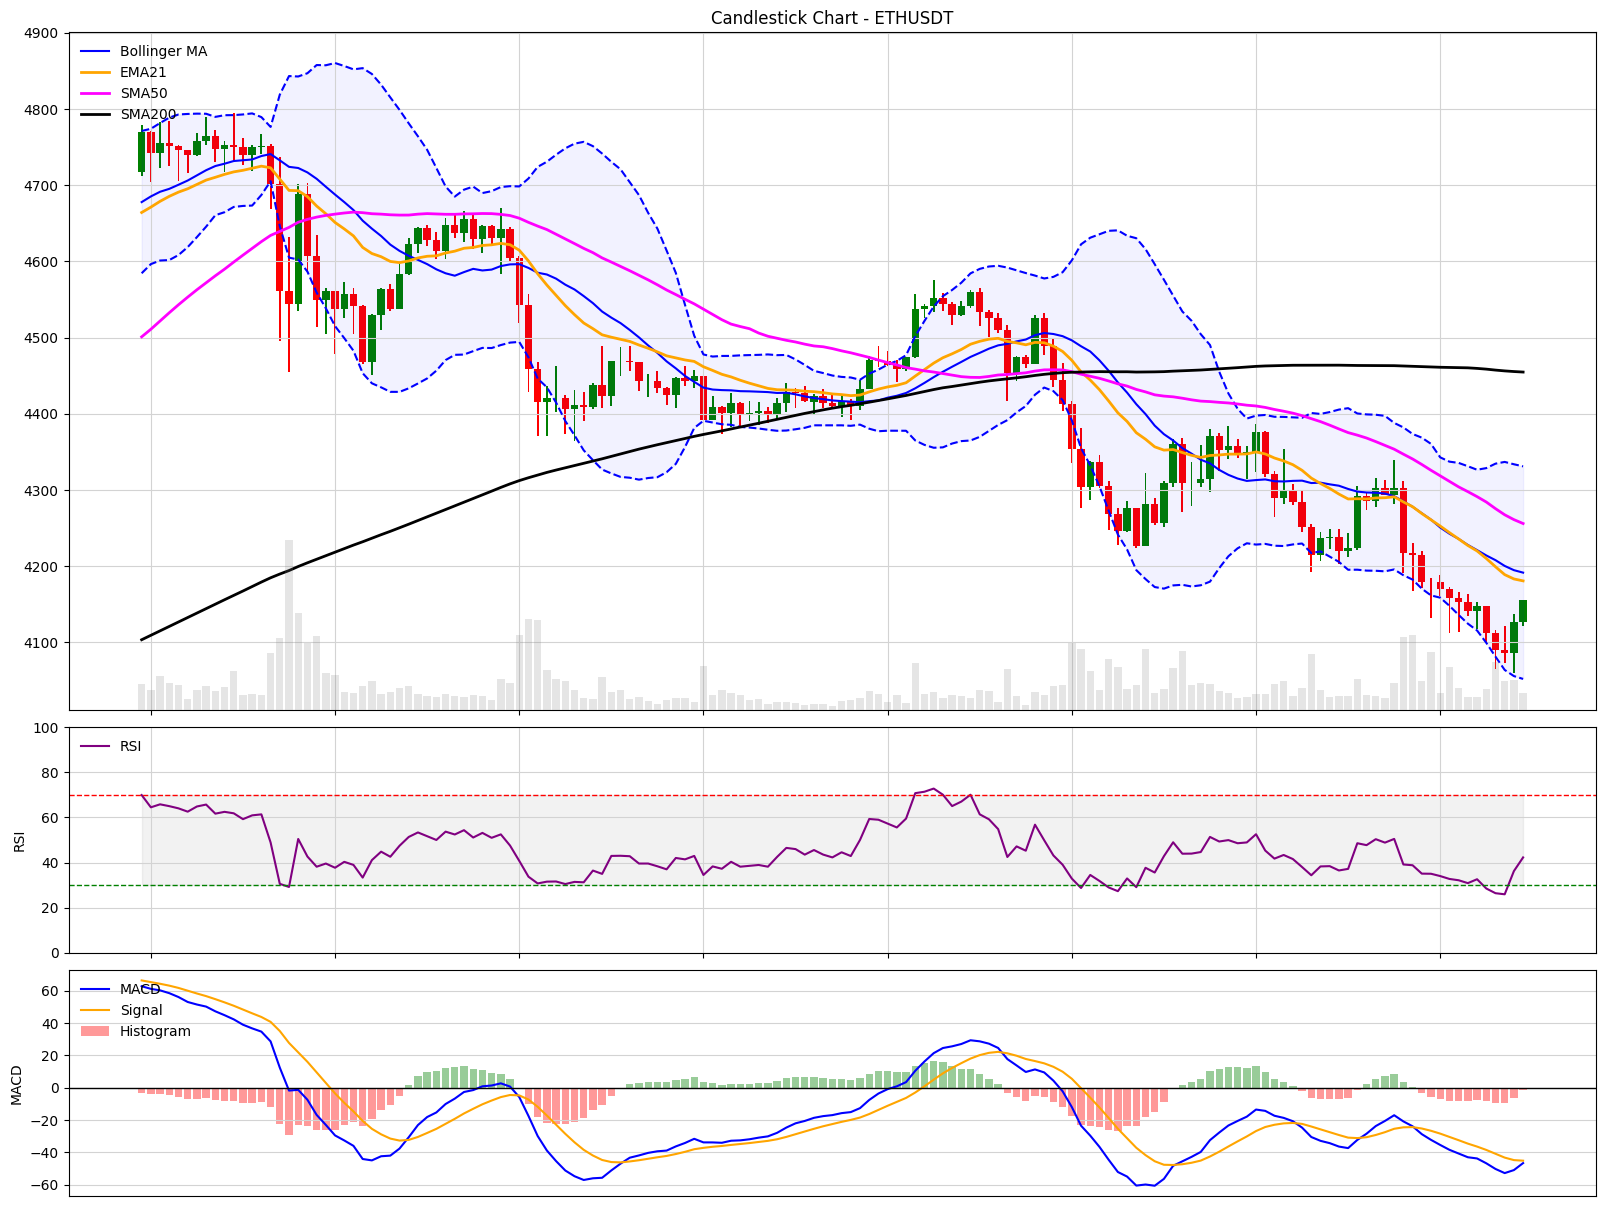 Candlestick Chart - ETHUSDT
4900
Bollinger MA
EMA21
SMA50
SMA200
4800
4700
4600
4500
4400
4300
4200
4100
100
RSI
80
60
40
20
0
RSI
MACD
Signal
Histogram
60
40
20
0
−20
−40
−60
MACD